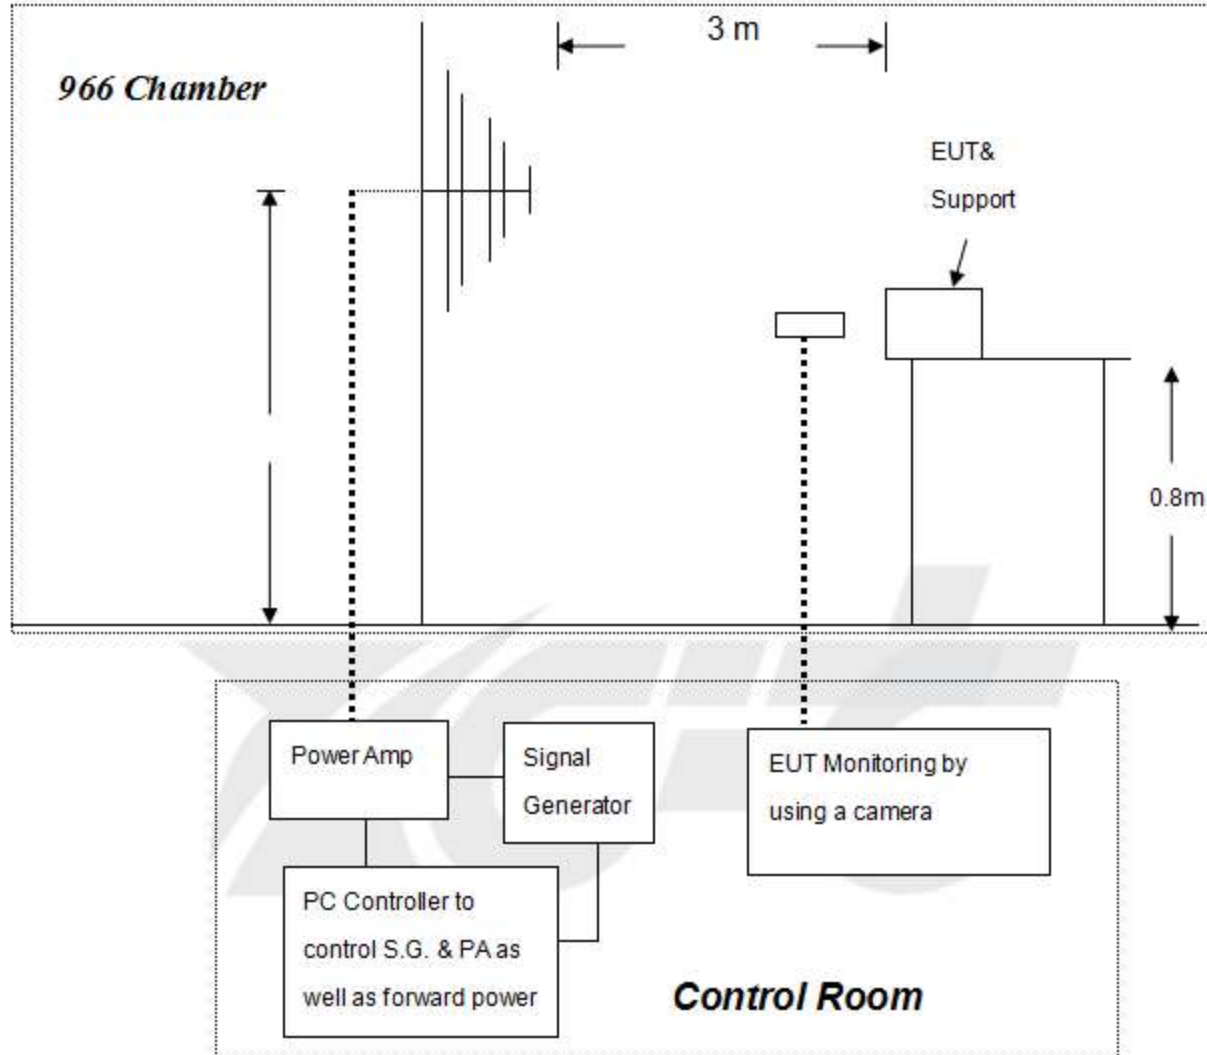 3 m
966 Chamber
EUT&
Support
0.8m
Power Amp
Signal
Generator
EUT Monitoring by
using a camera
PC Controller to
control S.G. & PA as
well as forward power
Control Room